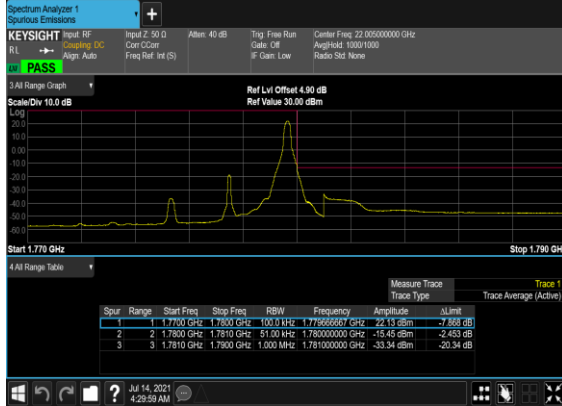 Spectrum Analyzer 1
Spurious Emissions
+
KEYSIGHT Input: RF Input Z: 50 Ω Atten: 40 dB Trig: Free Run Center Freq: 22.005000000 GHz
RL Coupling: DC Corr CCorr Gate: Off Avg|Hold: 1000/1000
Align: Auto Freq Ref: Int (S) IF Gain: Low Radio Std: None
PASS
3 All Range Graph
Ref Lvl Offset 4.90 dB
Scale/Div 10.0 dB Ref Value 30.00 dBm
Log
20.0
10.0
0.00
-10.0
-20.0
-30.0
-40.0
-50.0
-60.0
Start 1.770 GHz Stop 1.790 GH
4 All Range Table
Measure Trace Trace 1
Trace Type Trace Average (Active)
Spur Range Start Freq Stop Freq RBW Frequency Amplitude ΔLimit
1 1 1.7700 GHz 1.7800 GHz 100.0 kHz 1.779666667 GHz 22.13 dBm -7.868 dB
2 2 1.7800 GHz 1.7810 GHz 51.00 kHz 1.780000000 GHz -15.45 dBm -2.453 dB
3 3 1.7810 GHz 1.7900 GHz 1.000 MHz 1.781000000 GHz -33.34 dBm -20.34 dB
? Jul 14, 2021
4:29:59 AM